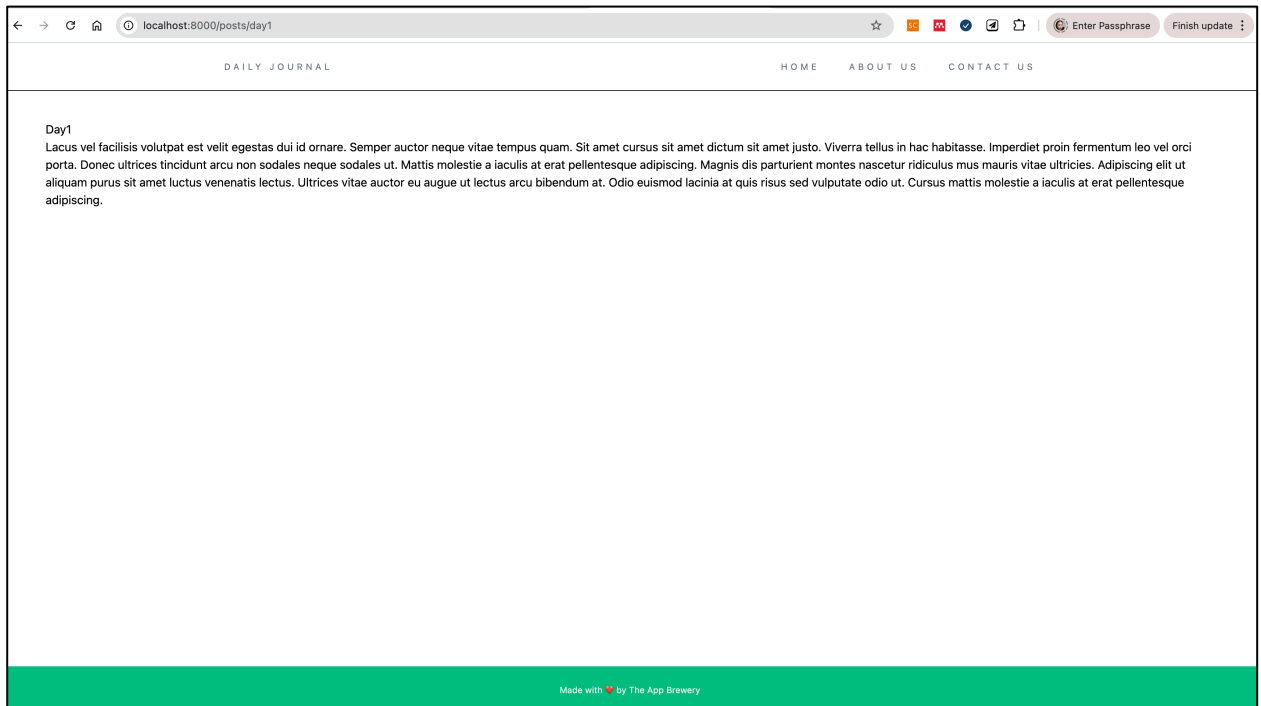 localhost:8000/posts/day1
SC
Enter Passphrase
Finish update
DAILY JOURNAL
HOME
ABOUT US
CONTACT US
Day1
Lacus vel facilisis volutpat est velit egestas dui id ornare. Semper auctor neque vitae tempus quam. Sit amet cursus sit amet dictum sit amet justo. Viverra tellus in hac habitasse. Imperdiet proin fermentum leo vel orci
porta. Donec ultrices tincidunt arcu non sodales neque sodales ut. Mattis molestie a iaculis at erat pellentesque adipiscing. Magnis dis parturient montes nascetur ridiculus mus mauris vitae ultricies. Adipiscing elit ut
aliquam purus sit amet luctus venenatis lectus. Ultrices vitae auctor eu augue ut lectus arcu bibendum at. Odio euismod lacinia at quis risus sed vulputate odio ut. Cursus mattis molestie a iaculis at erat pellentesque
adipiscing.
Made with ❤️ by The App Brewery